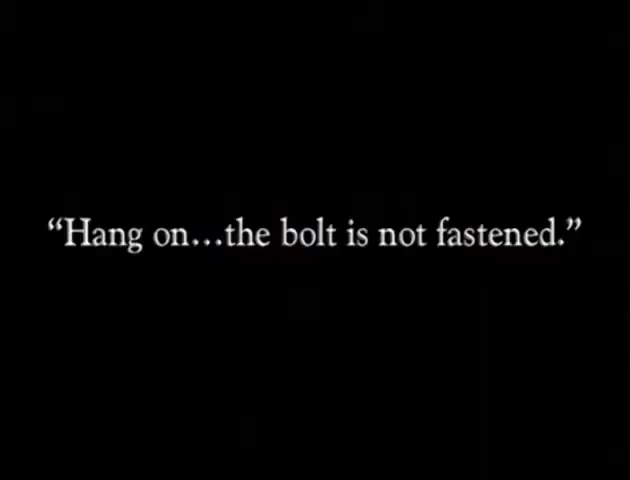 “Hang on...the bolt is not fastened.”